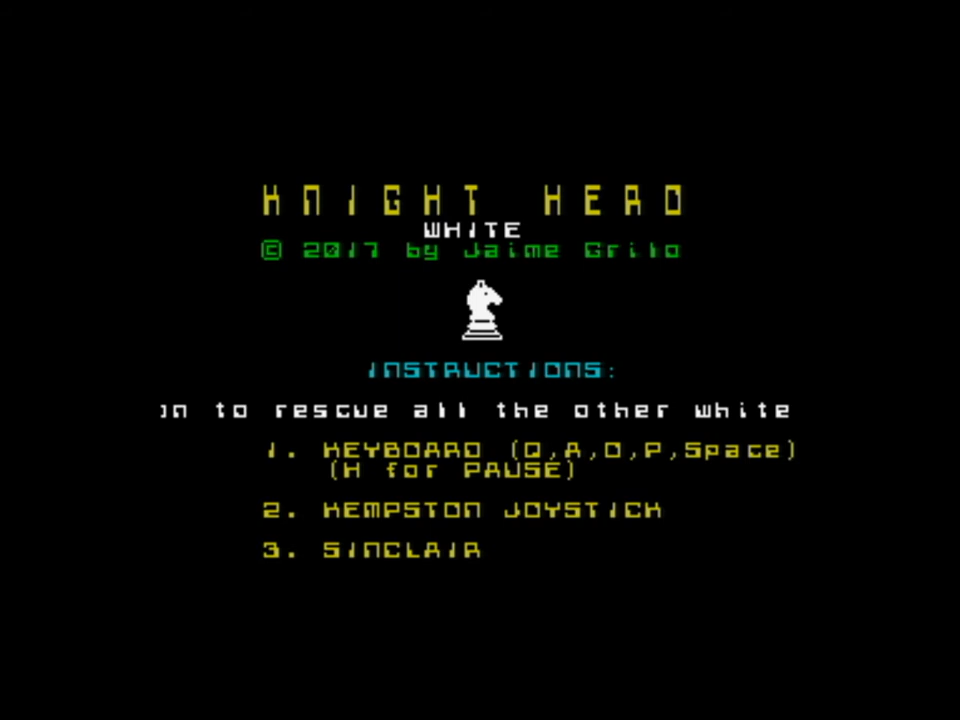 KNIGHT HERO
WHITE
© 2017 by Jaime Grilo
INSTRUCTIONS:
on to rescue all the other white
1. KEYBOARD (Q,A,O,P,Space)
(H for PAUSE)
2. KEMPSTON JOYSTICK
3. SINCLAIR